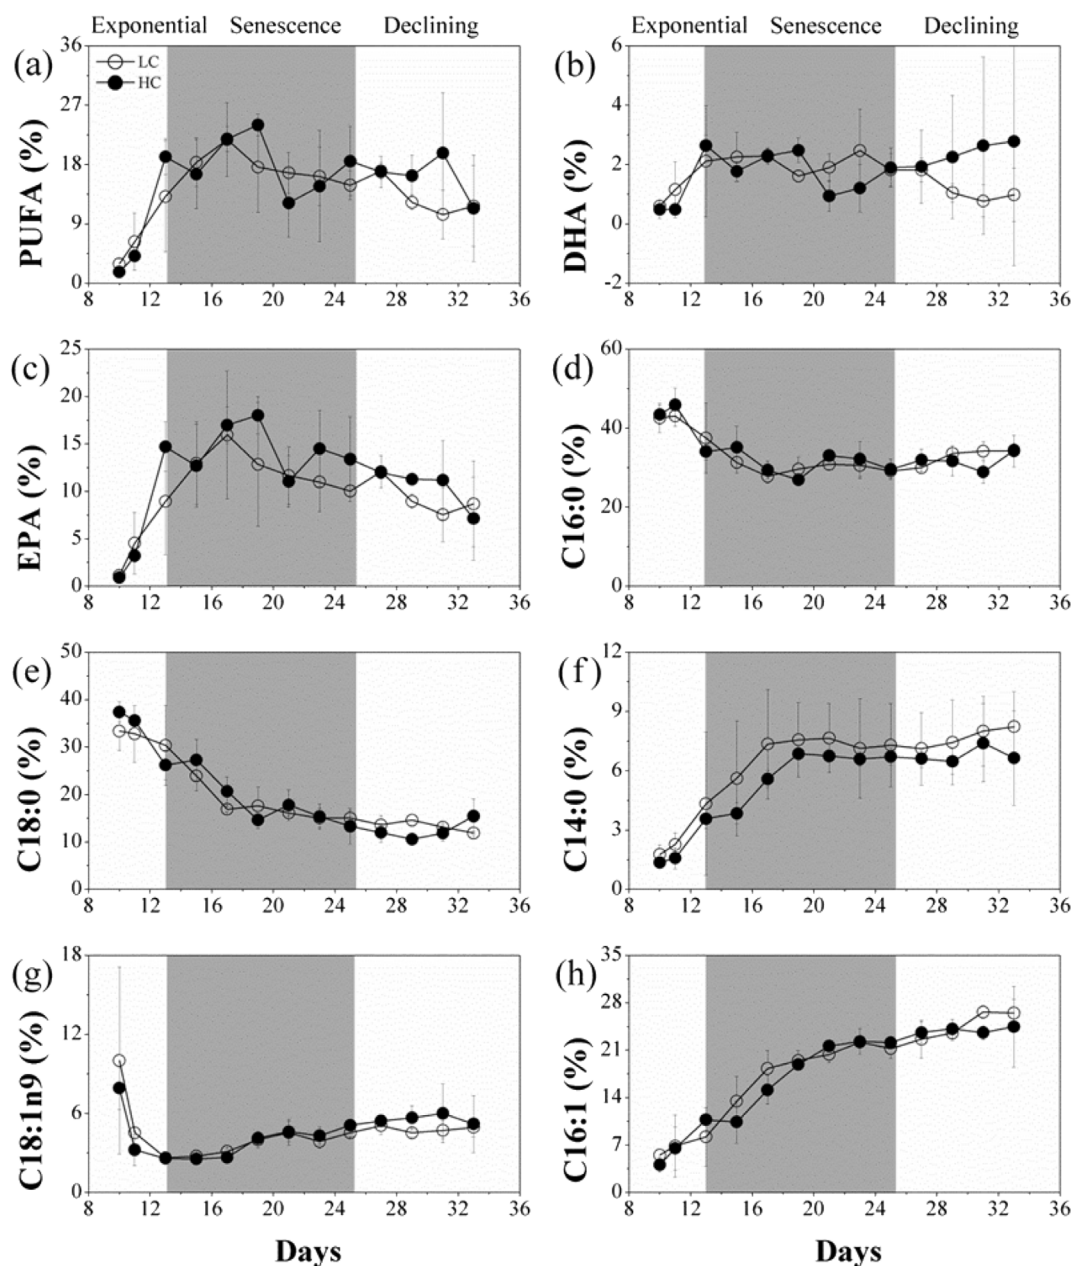 Exponential Senescence Declining Exponential Senescence Declining
(a) LC HC
PUFA (%)
36
27
18
9
0
8 12 16 20 24 28 32 36
(b)
DHA (%)
6
4
2
0
-2
8 12 16 20 24 28 32 36
(c)
EPA (%)
25
20
15
10
5
0
8 12 16 20 24 28 32 36
(d)
C16:0 (%)
60
40
20
0
8 12 16 20 24 28 32 36
(e)
C18:0 (%)
50
40
30
20
10
0
8 12 16 20 24 28 32 36
(f)
C14:0 (%)
12
9
6
3
0
8 12 16 20 24 28 32 36
(g)
C18:1n9 (%)
18
12
6
0
8 12 16 20 24 28 32 36
Days
(h)
C16:1 (%)
35
28
21
14
7
0
8 12 16 20 24 28 32 36
Days